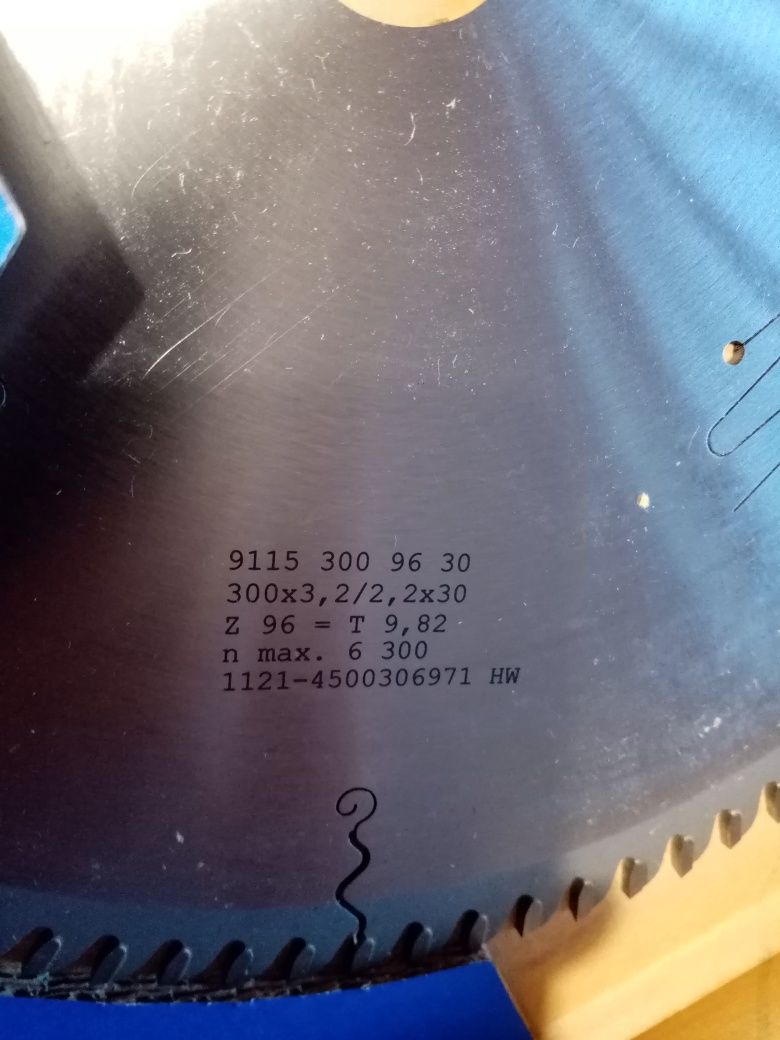 9115 300 96 30
300x3,2/2,2x30
Z 96 = T 9,82
n max. 6 300
1121-4500306971 HW